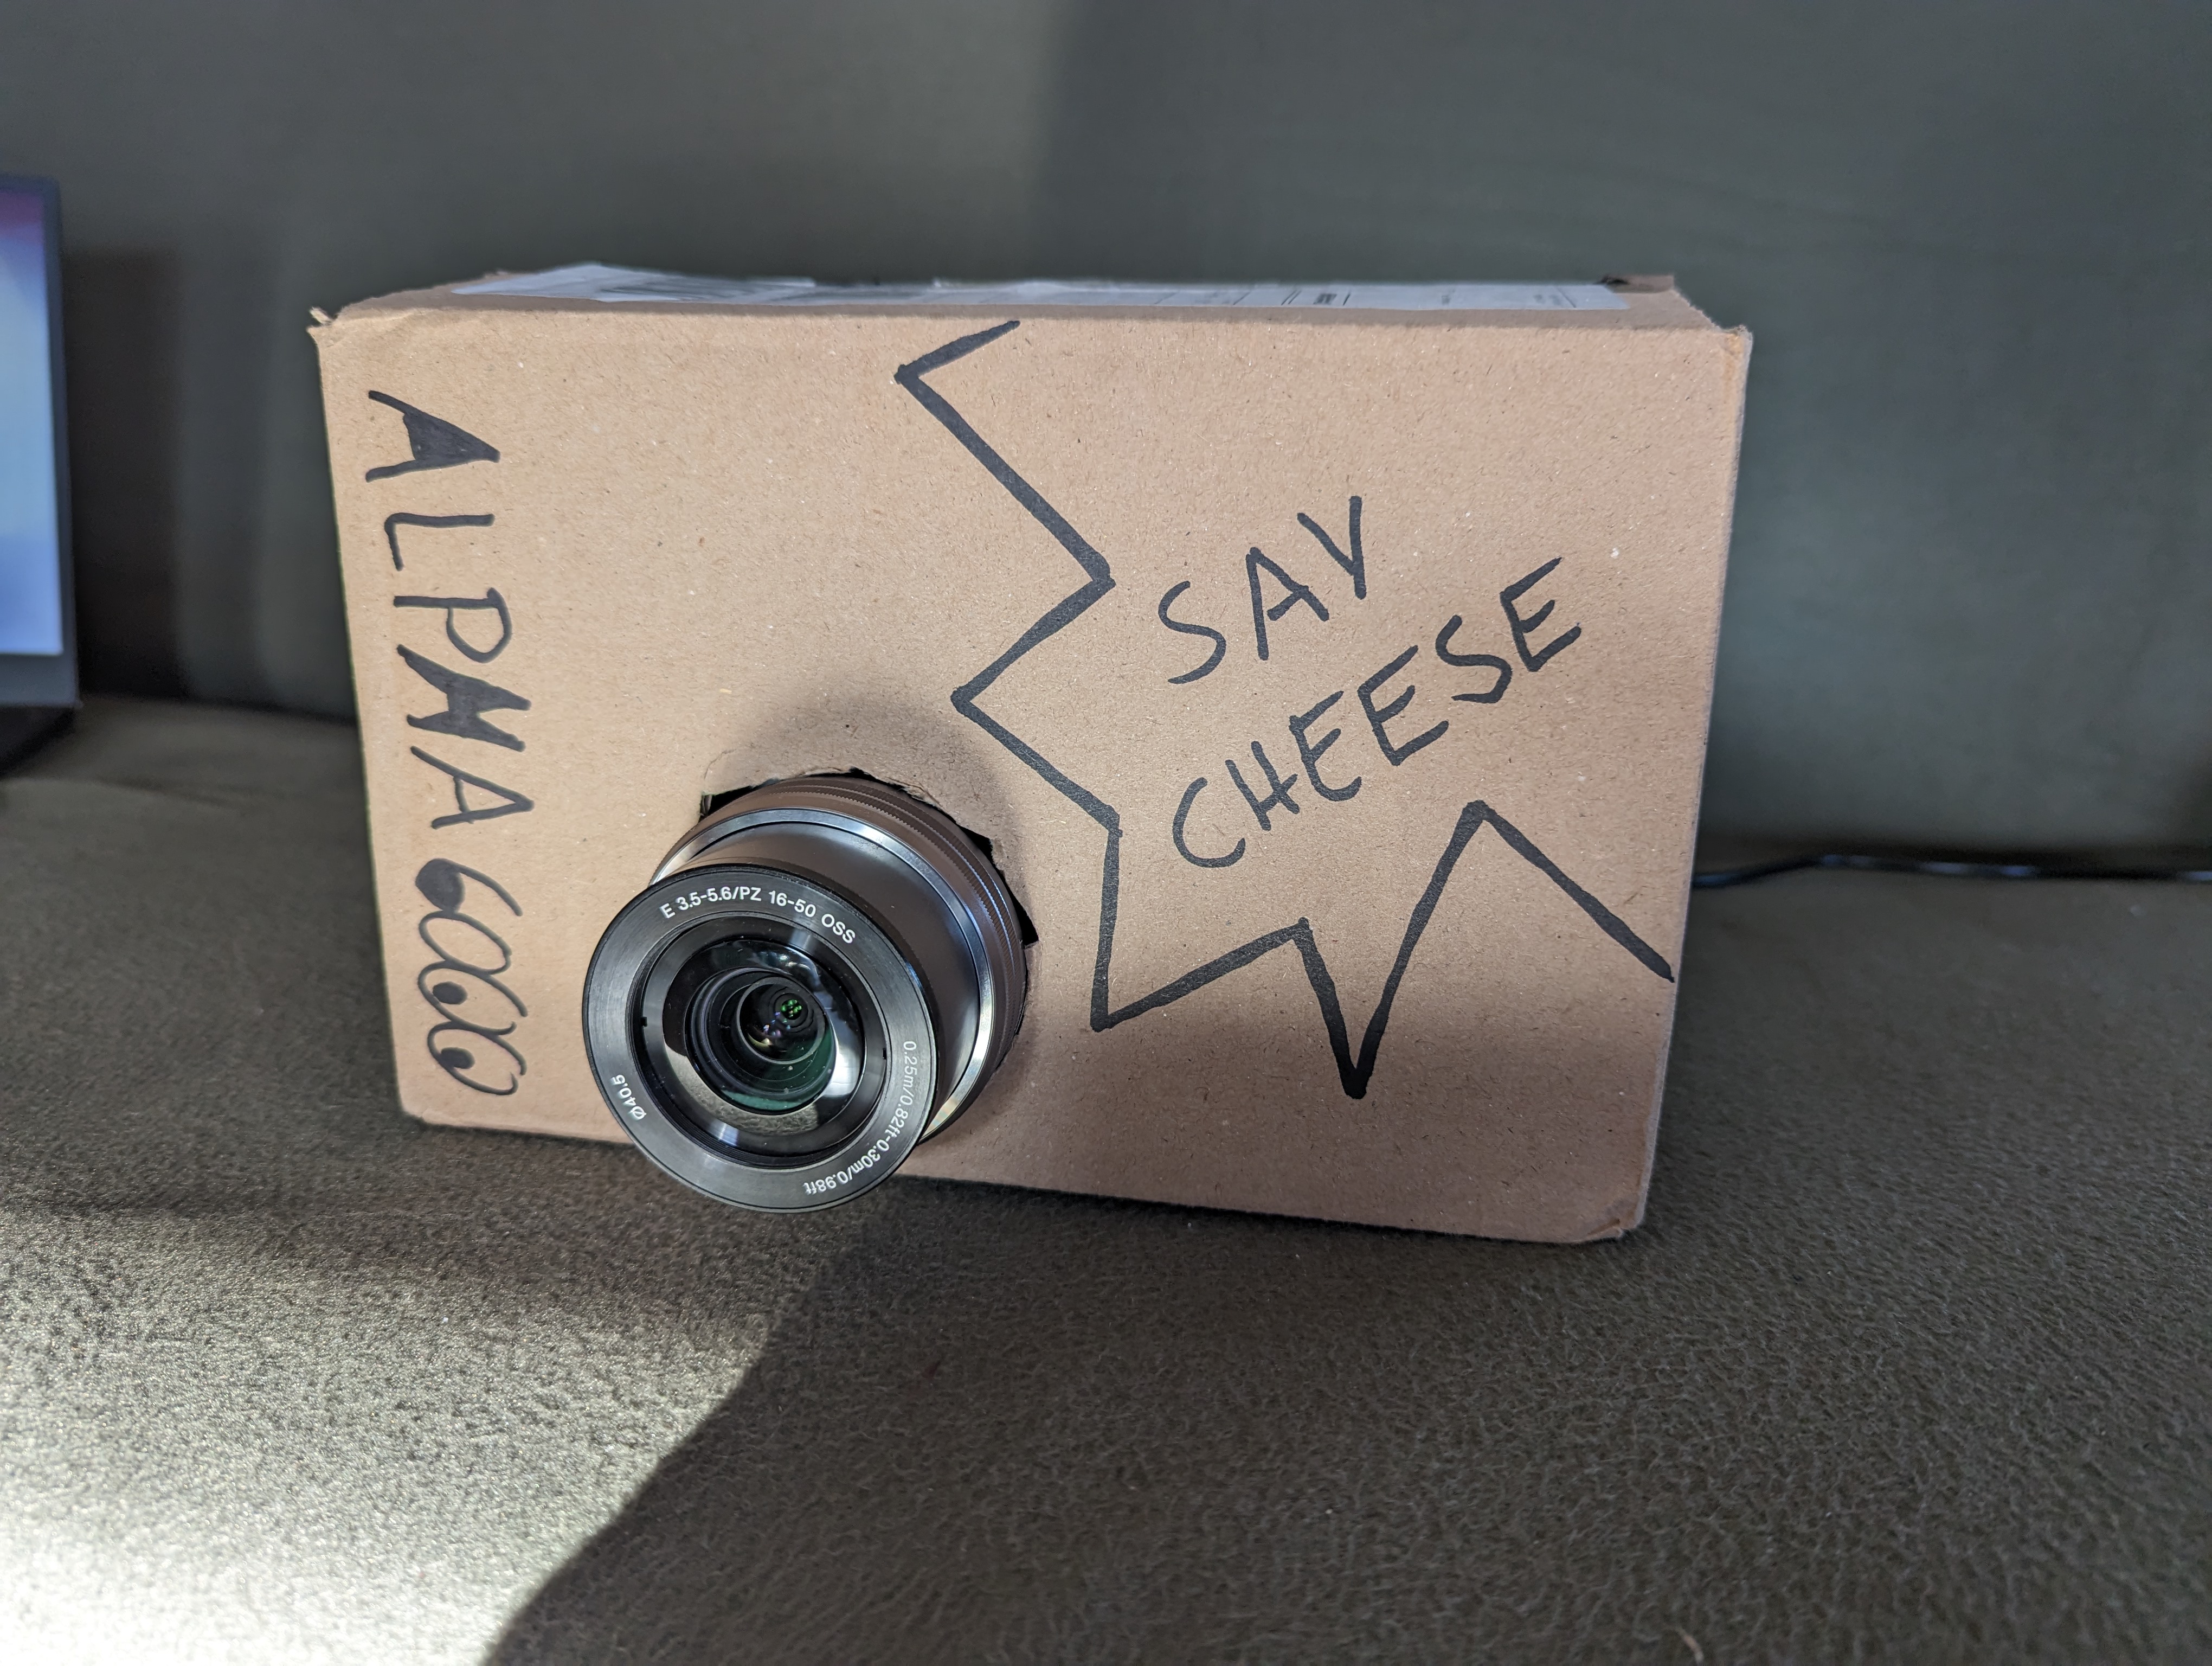 ALPHA 6000
SAY
CHEESE
E 3.5-5.6/PZ 16-50 OSS
0.25m/0.82ft-0.30m/0.98ft
Ø40.5